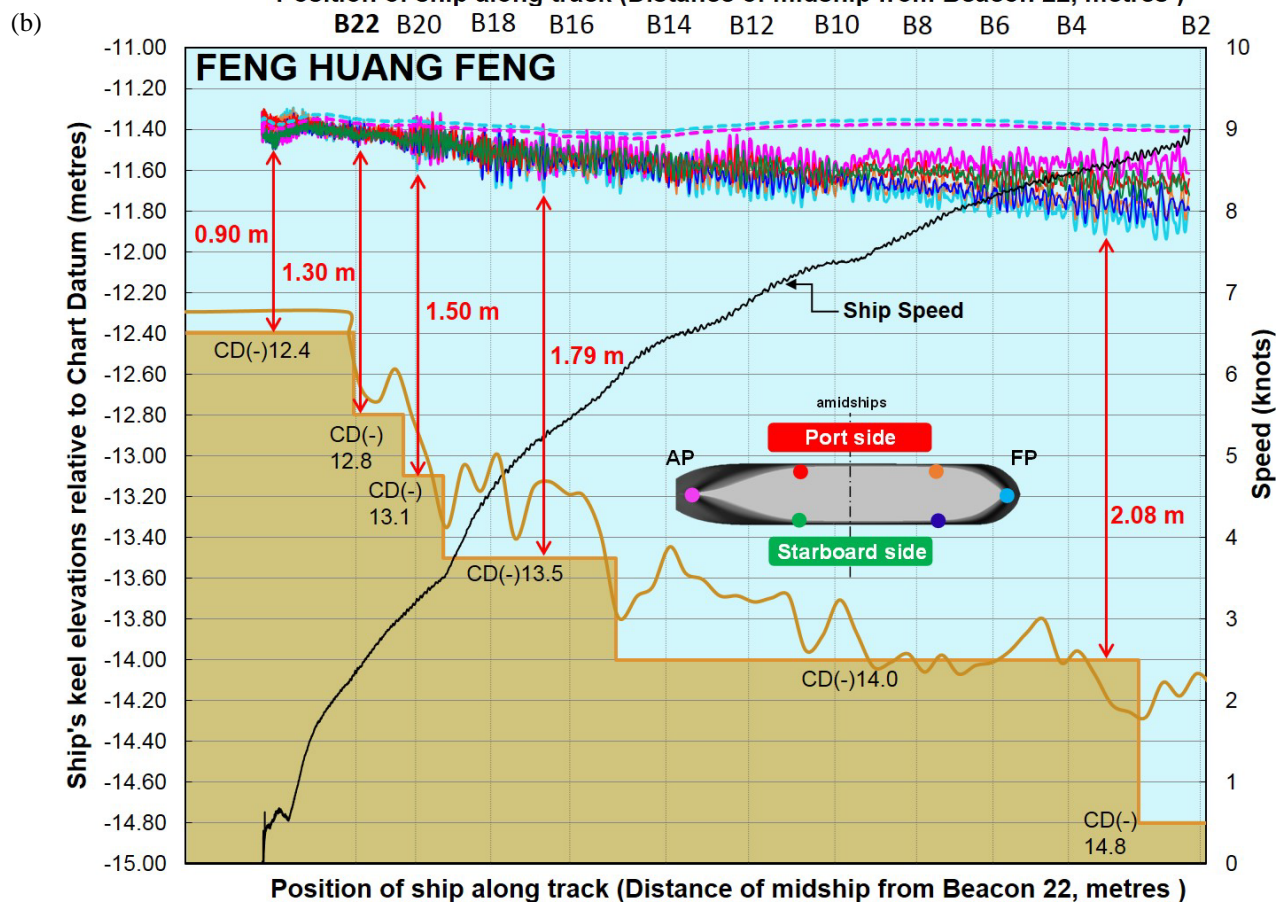 Position of ship along track (Distance of midship from Beacon 22, metres )
(b)
B22 B20 B18 B16 B14 B12 B10 B8 B6 B4 B2
FENG HUANG FENG
Ship's keel elevations relative to Chart Datum (metres)
-11.00
-11.20
-11.40
-11.60
-11.80
-12.00
-12.20
-12.40
-12.60
-12.80
-13.00
-13.20
-13.40
-13.60
-13.80
-14.00
-14.20
-14.40
-14.60
-14.80
-15.00
0.90 m
1.30 m
1.50 m
1.79 m
2.08 m
Ship Speed
CD(-)12.4
CD(-)
12.8
CD(-)
13.1
CD(-)13.5
CD(-)14.0
CD(-)
14.8
amidships
Port side
AP
FP
Starboard side
10
9
8
7
6
5
4
3
2
1
0
Speed (knots)
Position of ship along track (Distance of midship from Beacon 22, metres )